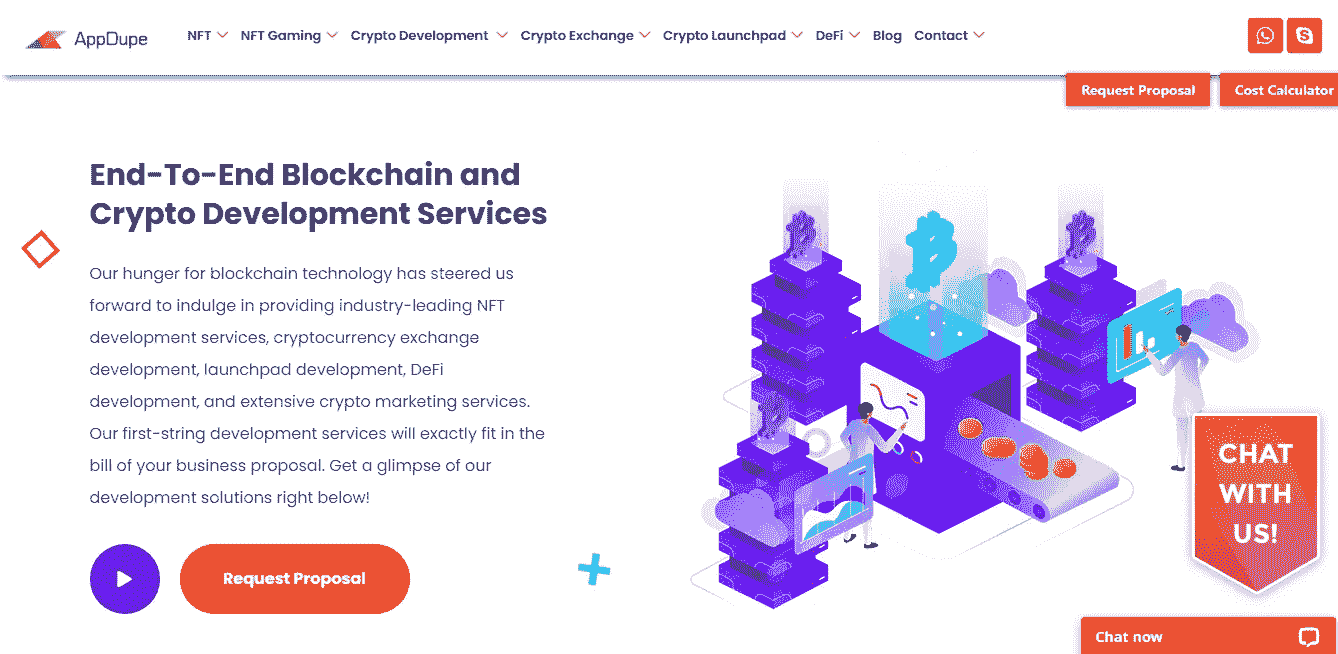 AppDupe
NFT
NFT Gaming
Crypto Development
Crypto Exchange
Crypto Launchpad
DeFi
Blog
Contact
Request Proposal
Cost Calculator
End-To-End Blockchain and
Crypto Development Services
Our hunger for blockchain technology has steered us
forward to indulge in providing industry-leading NFT
development services, cryptocurrency exchange
development, launchpad development, DeFi
development, and extensive crypto marketing services.
Our first-string development services will exactly fit in the
bill of your business proposal. Get a glimpse of our
development solutions right below!
Request Proposal
CHAT
WITH
US!
Chat now